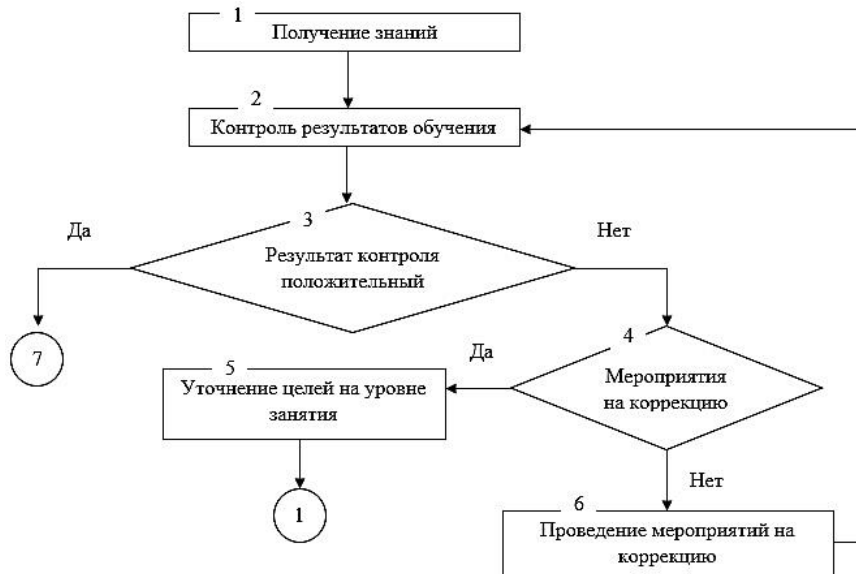 1
Получение знаний
2
Контроль результатов обучения
3
Да
Нет
Результат контроля
положительный
7
4
Да
Мероприятия
на коррекцию
5
Уточнение целей на уровне
занятия
1
Нет
6
Проведение мероприятий на
коррекцию